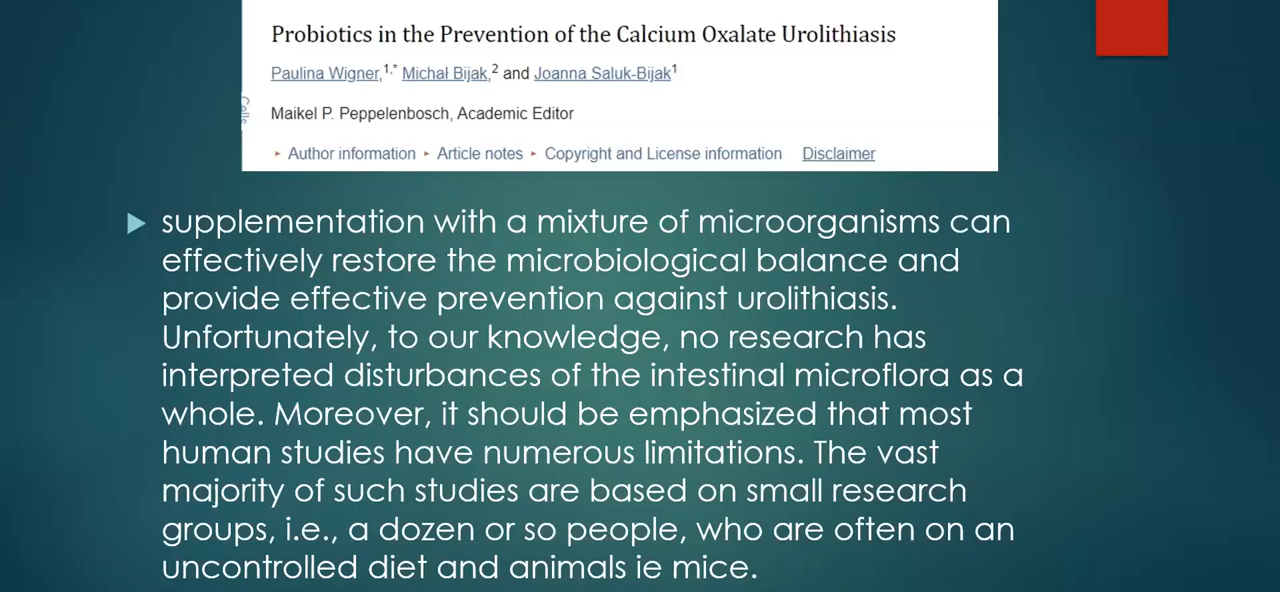 Probiotics in the Prevention of the Calcium Oxalate Urolithiasis
Paulina Wigner,1,* Michał Bijak,2 and Joanna Saluk-Bijak1
Cells.
Maikel P. Peppelenbosch, Academic Editor
▸ Author information ▸ Article notes ▸ Copyright and License information Disclaimer
supplementation with a mixture of microorganisms can
effectively restore the microbiological balance and
provide effective prevention against urolithiasis.
Unfortunately, to our knowledge, no research has
interpreted disturbances of the intestinal microflora as a
whole. Moreover, it should be emphasized that most
human studies have numerous limitations. The vast
majority of such studies are based on small research
groups, i.e., a dozen or so people, who are often on an
uncontrolled diet and animals ie mice.